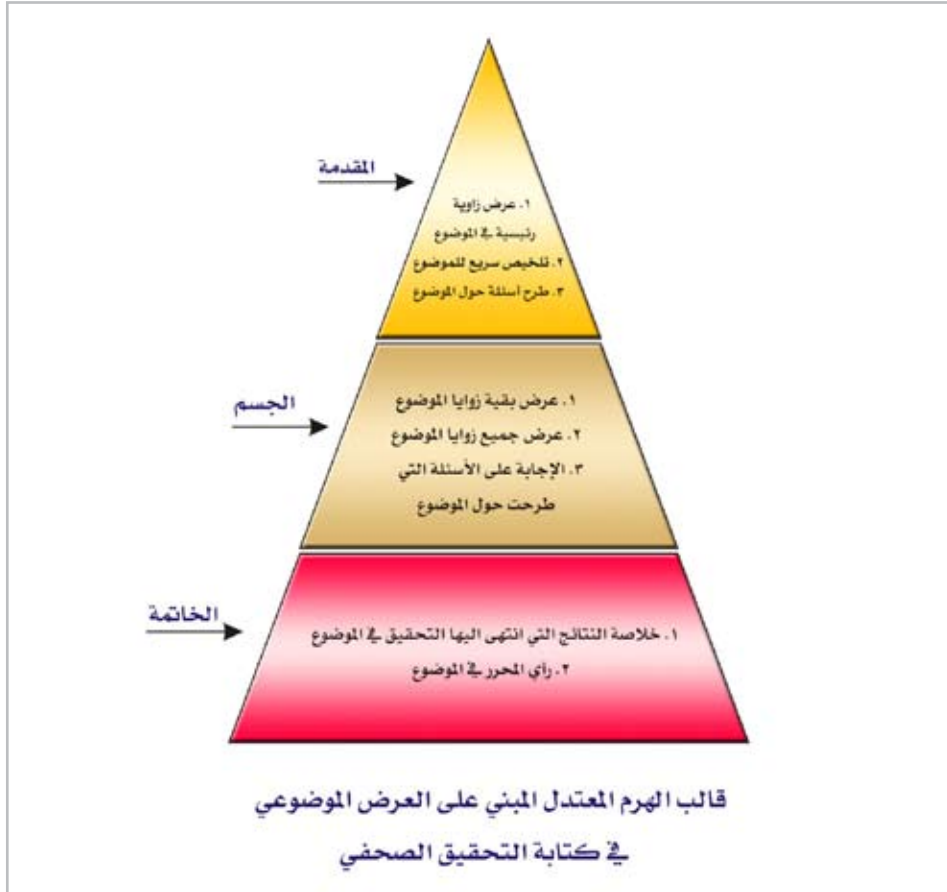 المقدمة
١. عرض زاوية
رئيسية في الموضوع
٢. تلخيص سريع للموضوع
٣. طرح أسئلة حول الموضوع
الجسم
١. عرض بقية زوايا الموضوع
٢. عرض جميع زوايا الموضوع
٣. الإجابة على الأسئلة التي
طرحت حول الموضوع
الخاتمة
١. خلاصة النتائج التي انتهى اليها التحقيق في الموضوع
٢. رأي المحرر في الموضوع
قالب الهرم المعتدل المبني على العرض الموضوعي
في كتابة التحقيق الصحفي